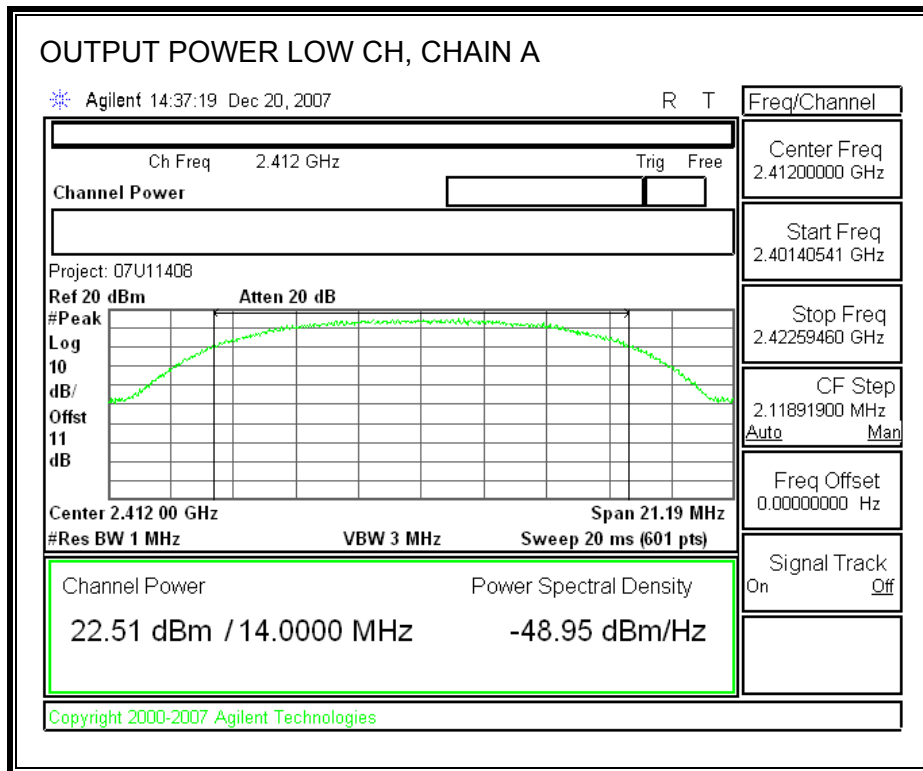 OUTPUT POWER LOW CH, CHAIN A
Agilent 14:37:19 Dec 20, 2007 R T
Freq/Channel
Ch Freq 2.412 GHz Trig Free
Channel Power
Center Freq
2.41200000 GHz
Start Freq
2.40140541 GHz
Project: 07U11408
Ref 20 dBm Atten 20 dB
#Peak
Log
10
dB/
Offst
11
dB
Stop Freq
2.42259460 GHz
CF Step
2.11891900 MHz
Auto Man
Freq Offset
0.00000000 Hz
Center 2.412 00 GHz Span 21.19 MHz
#Res BW 1 MHz VBW 3 MHz Sweep 20 ms (601 pts)
Signal Track
On Off
Channel Power Power Spectral Density
22.51 dBm / 14.0000 MHz -48.95 dBm/Hz
Copyright 2000-2007 Agilent Technologies